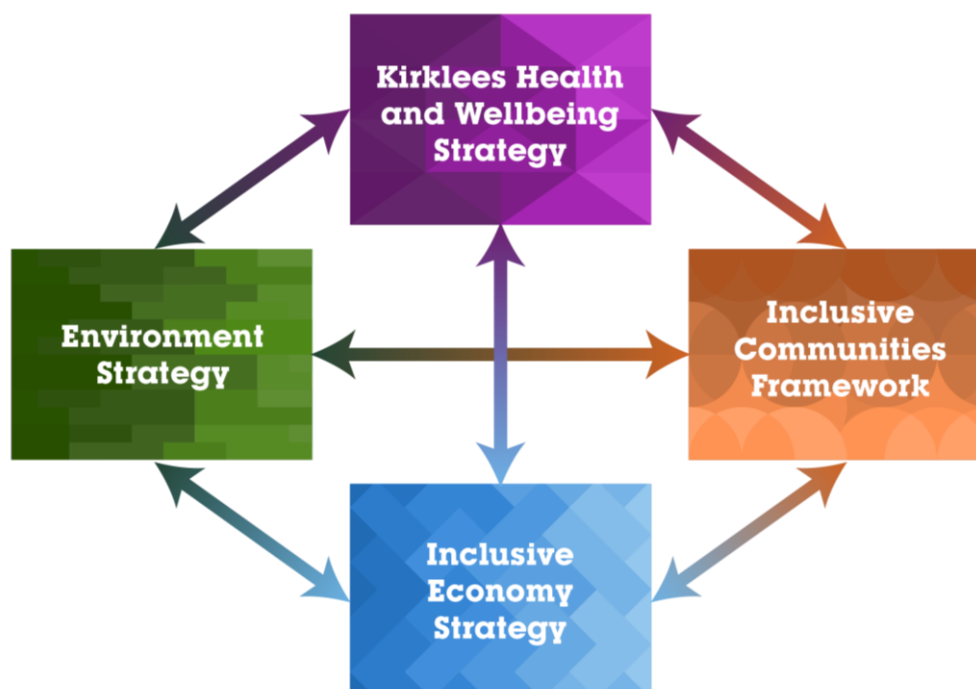 Kirklees Health
and Wellbeing
Strategy
Environment
Strategy
Inclusive
Communities
Framework
Inclusive
Economy
Strategy